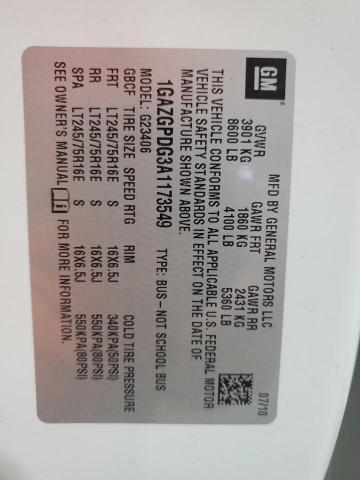 GM
MFD BY GENERAL MOTORS LLC 07/10
GVWR GAWR FRT GAWR RR
3901 KG 1860 KG 2431 KG
8600 LB 4100 LB 5360 LB
THIS VEHICLE CONFORMS TO ALL APPLICABLE U.S. FEDERAL MOTOR
VEHICLE SAFETY STANDARDS IN EFFECT ON THE DATE OF
MANUFACTURE SHOWN ABOVE.
1GAZGPDG3A1173549 TYPE: BUS-NOT SCHOOL BUS
MODEL: G23406
GBCF TIRE SIZE SPEED RTG RIM COLD TIRE PRESSURE
FRT LT245/75R16E S 16X6.5J 340KPA(50PSI)
RR LT245/75R16E S 16X6.5J 550KPA(80PSI)
SPA LT245/75R16E S 16X6.5J 550KPA(80PSI)
SEE OWNER'S MANUAL i FOR MORE INFORMATION.